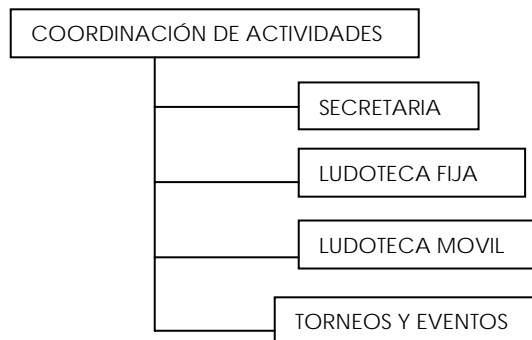 COORDINACIÓN DE ACTIVIDADES
SECRETARIA
LUDOTECA FIJA
LUDOTECA MOVIL
TORNEOS Y EVENTOS